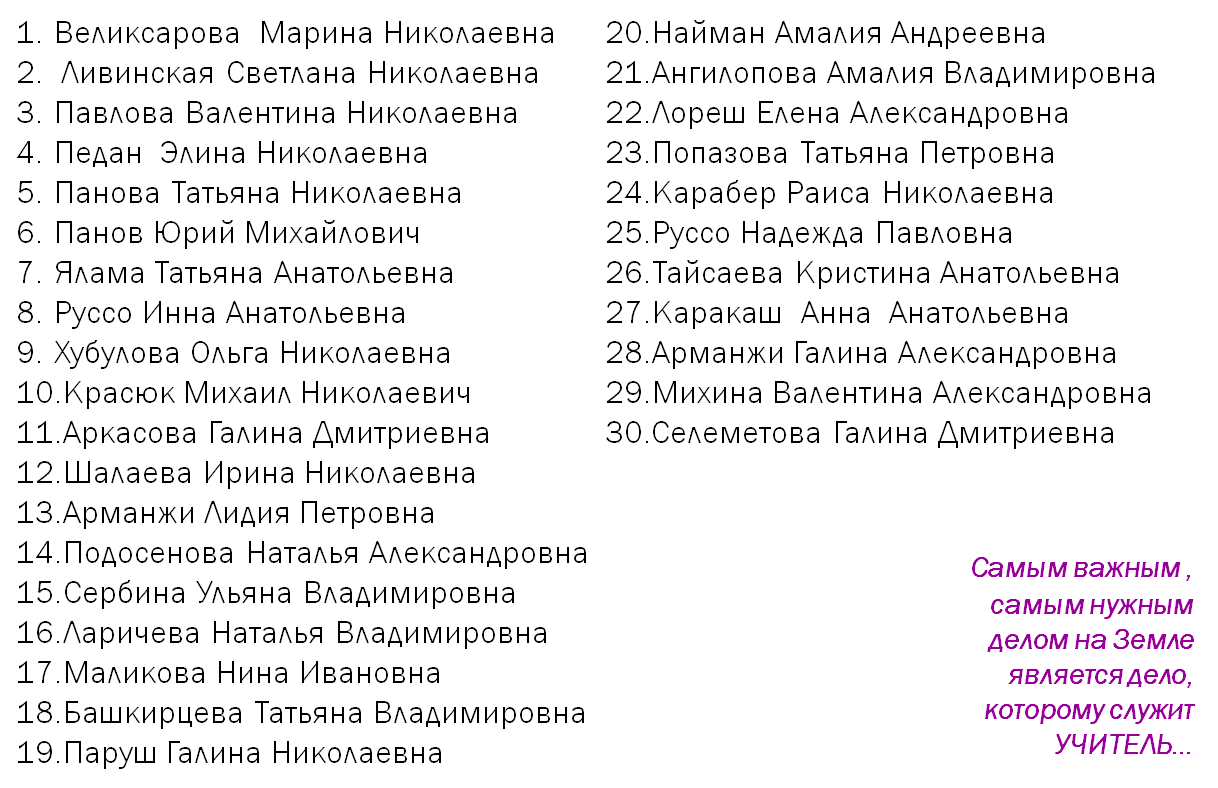 1. Великсарова Марина Николаевна
2. Ливинская Светлана Николаевна
3. Павлова Валентина Николаевна
4. Педан Элина Николаевна
5. Панова Татьяна Николаевна
6. Панов Юрий Михайлович
7. Ялама Татьяна Анатольевна
8. Руссо Инна Анатольевна
9. Хубулова Ольга Николаевна
10.Красюк Михаил Николаевич
11.Аркасова Галина Дмитриевна
12.Шалаева Ирина Николаевна
13.Арманжи Лидия Петровна
14.Подосенова Наталья Александровна
15.Сербина Ульяна Владимировна
16.Ларичева Наталья Владимировна
17.Маликова Нина Ивановна
18.Башкирцева Татьяна Владимировна
19.Паруш Галина Николаевна
20.Найман Амалия Андреевна
21.Ангилопова Амалия Владимировна
22.Лореш Елена Александровна
23.Попазова Татьяна Петровна
24.Карабер Раиса Николаевна
25.Руссо Надежда Павловна
26.Тайсаева Кристина Анатольевна
27.Каракаш Анна Анатольевна
28.Арманжи Галина Александровна
29.Михина Валентина Александровна
30.Селеметова Галина Дмитриевна
Самым важным ,
самым нужным
делом на Земле
является дело,
которому служит
УЧИТЕЛЬ...